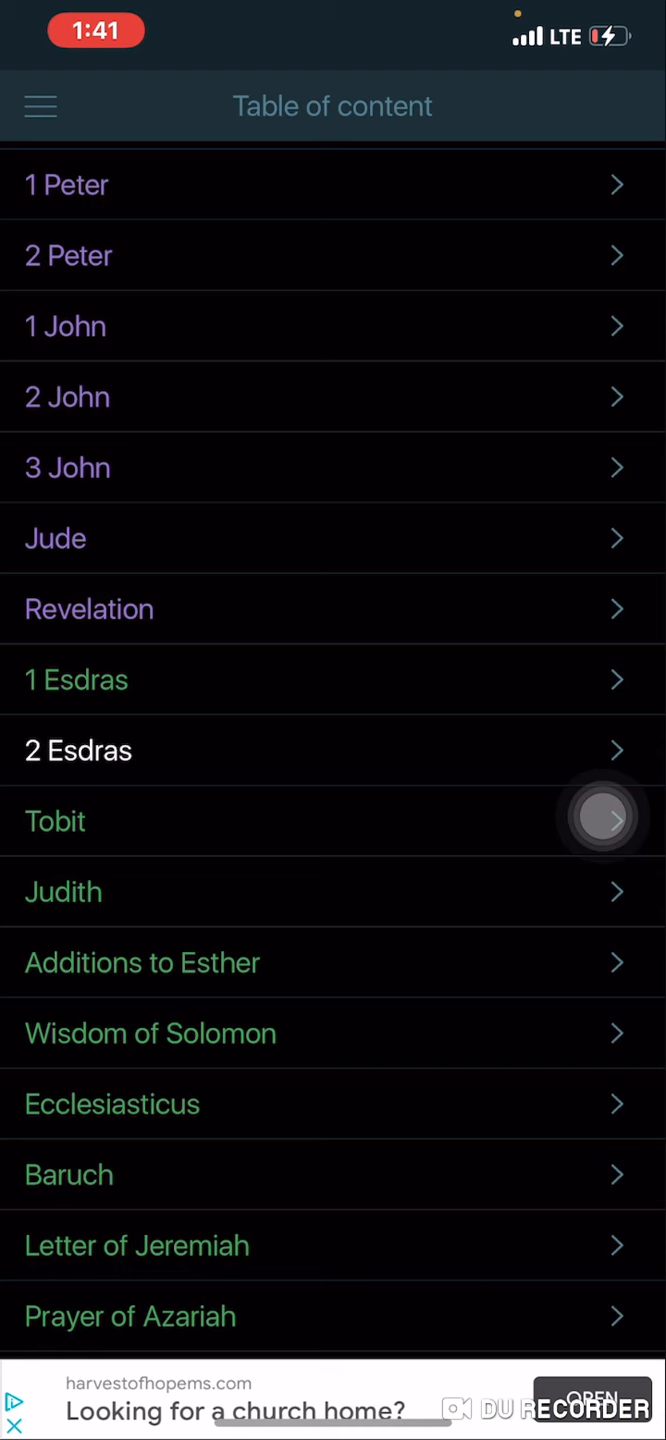 1:41
LTE
Table of content
1 Peter
2 Peter
1 John
2 John
3 John
Jude
Revelation
1 Esdras
2 Esdras
Tobit
Judith
Additions to Esther
Wisdom of Solomon
Ecclesiasticus
Baruch
Letter of Jeremiah
Prayer of Azariah
harvestofhopems.com
Looking for a church home?
OPEN
DU RECORDER